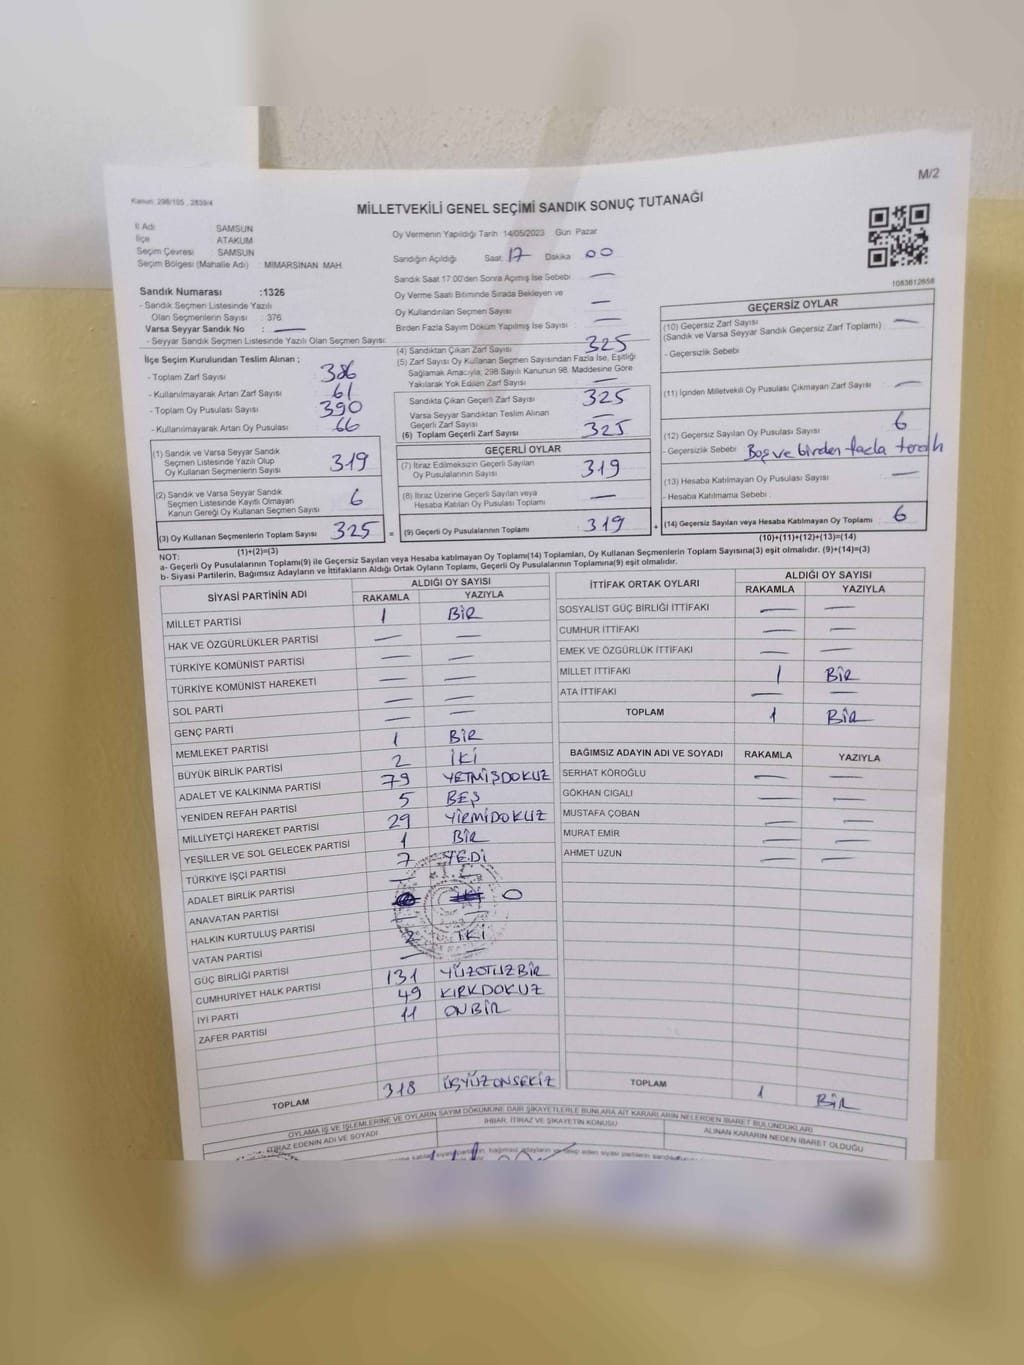 M/2
Kanun: 298/105 , 2839/4
MİLLETVEKİLİ GENEL SEÇİMİ SANDIK SONUÇ TUTANAĞI
İl Adı : SAMSUN
İlçe : ATAKUM
Seçim Çevresi : SAMSUN
Seçim Bölgesi (Mahalle Adı) : MİMARSİNAN MAH
Sandık Numarası :1326
- Sandık Seçmen Listesinde Yazılı
Olan Seçmenlerin Sayısı : 376
Varsa Seyyar Sandık No : —
- Seyyar Sandık Seçmen Listesinde Yazılı Olan Seçmen Sayısı:
İlçe Seçim Kurulundan Teslim Alınan ;
- Toplam Zarf Sayısı 386
- Kullanılmayarak Artan Zarf Sayısı 61
- Toplam Oy Pusulası Sayısı 390
- Kullanılmayarak Artan Oy Pusulası 66
(1) Sandık ve Varsa Seyyar Sandık
Seçmen Listesinde Yazılı Olup
Oy Kullanan Seçmenlerin Sayısı 319
(2) Sandık ve Varsa Seyyar Sandık
Seçmen Listesinde Kayıtlı Olmayan
Kanun Gereği Oy Kullanan Seçmen Sayısı 6
(3) Oy Kullanan Seçmenlerin Toplam Sayısı 325
(1)+(2)=(3)
Oy Vermenin Yapıldığı Tarih :14/05/2023 Gün Pazar
Sandığın Açıldığı Saat: 17 Dakika 00
Sandık Saat 17:00'den Sonra Açımış İse Sebebi —
Oy Verme Saati Bitiminde Sırada Bekleyen ve
Oy Kullandırılan Seçmen Sayısı —
Birden Fazla Sayım Döküm Yapılmış İse Sayısı —
(4) Sandıktan Çıkan Zarf Sayısı 325
(5) Zarf Sayısı Oy Kullanan Seçmen Sayısından Fazla İse, Eşitliği
Sağlamak Amacıyla, 298 Sayılı Kanunun 98. Maddesine Göre
Yakılarak Yok Edilen Zarf Sayısı —
Sandıkta Çıkan Geçerli Zarf Sayısı 325
Varsa Seyyar Sandıktan Teslim Alınan
Geçerli Zarf Sayısı —
(6) Toplam Geçerli Zarf Sayısı 325
GEÇERLİ OYLAR
(7) İtiraz Edilmeksizin Geçerli Sayılan
Oy Pusulalarının Sayısı : 319
(8) İtiraz Üzerine Geçerli Sayılan veya
Hesaba Katılan Oy Pusulası Toplamı : —
= (9) Geçerli Oy Pusulalarının Toplamı : 319 +
1083812658
GEÇERSİZ OYLAR
(10) Geçersiz Zarf Sayısı —
(Sandık ve Varsa Seyyar Sandık Geçersiz Zarf Toplamı)
- Geçersizlik Sebebi
(11) İçinden Milletvekili Oy Pusulası Çıkmayan Zarf Sayısı —
(12) Geçersiz Sayılan Oy Pusulası Sayısı 6
- Geçersizlik Sebebi Boş ve birden fazla tercih
(13) Hesaba Katılmayan Oy Pusulası Sayısı —
- Hesaba Katılmama Sebebi :
(14) Geçersiz Sayılan veya Hesaba Katılmayan Oy Toplamı 6
(10)+(11)+(12)+(13)=(14)
NOT:
a- Geçerli Oy Pusulalarının Toplamı(9) ile Geçersiz Sayılan veya Hesaba katılmayan Oy Toplamı(14) Toplamları, Oy Kullanan Seçmenlerin Toplam Sayısına(3) eşit olmalıdır. (9)+(14)=(3)
b- Siyasi Partilerin, Bağımsız Adayların ve İttifakların Aldığı Ortak Oyların Toplamı, Geçerli Oy Pusulalarının Toplamına(9) eşit olmalıdır.
SİYASİ PARTİNİN ADI ALDIĞI OY SAYISI
RAKAMLA YAZIYLA
MİLLET PARTİSİ 1 BİR
HAK VE ÖZGÜRLÜKLER PARTİSİ — —
TÜRKİYE KOMÜNİST PARTİSİ — —
TÜRKİYE KOMÜNİST HAREKETİ — —
SOL PARTİ — —
GENÇ PARTİ — —
MEMLEKET PARTİSİ 1 BİR
BÜYÜK BİRLİK PARTİSİ 2 İKİ
ADALET VE KALKINMA PARTİSİ 79 YETMİŞDOKUZ
YENİDEN REFAH PARTİSİ 5 BEŞ
MİLLİYETÇİ HAREKET PARTİSİ 29 YİRMİDOKUZ
YEŞİLLER VE SOL GELECEK PARTİSİ 1 BİR
TÜRKİYE İŞÇİ PARTİSİ 7 YEDİ
ADALET BİRLİK PARTİSİ — —
ANAVATAN PARTİSİ 0
HALKIN KURTULUŞ PARTİSİ
VATAN PARTİSİ 2 İKİ
GÜÇ BİRLİĞİ PARTİSİ —
CUMHURİYET HALK PARTİSİ 131 YÜZOTUZBİR
İYİ PARTİ 49 KIRKDOKUZ
ZAFER PARTİSİ 11 ONBİR
TOPLAM 318 ÜÇYÜZONSEKİZ
İTTİFAK ORTAK OYLARI ALDIĞI OY SAYISI
RAKAMLA YAZIYLA
SOSYALİST GÜÇ BİRLİĞİ İTTİFAKI — —
CUMHUR İTTİFAKI — —
EMEK VE ÖZGÜRLÜK İTTİFAKI — —
MİLLET İTTİFAKI 1 BİR
ATA İTTİFAKI — —
TOPLAM 1 BİR
BAĞIMSIZ ADAYIN ADI VE SOYADI RAKAMLA YAZIYLA
SERHAT KÖROĞLU — —
GÖKHAN CIGALI — —
MUSTAFA ÇOBAN — —
MURAT EMİR — —
AHMET UZUN — —
TOPLAM 1 BİR
OYLAMA İŞ VE İŞLEMLERİNE VE OYLARIN SAYIM DÖKÜMÜNE DAİR ŞİKAYETLERLE BUNLARA AİT KARARLARIN NELERDEN İBARET BULUNDUKLARI
İTİRAZ EDENİN ADI VE SOYADI
İHBAR, İTİRAZ VE ŞİKAYETİN KONUSU
ALINAN KARARIN NEDEN İBARET OLDUĞU